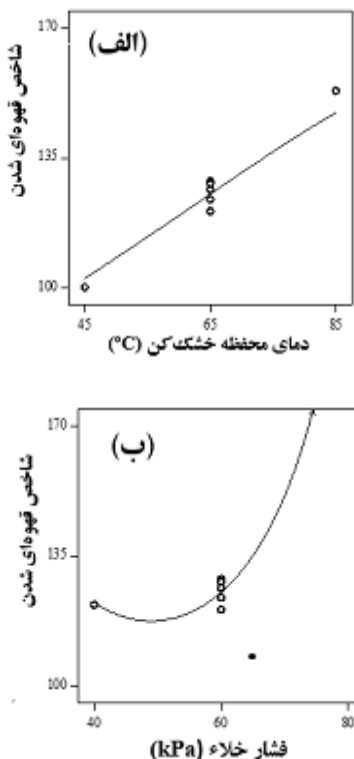 (الف)
شاخص قهوه‌ای شدن
170
135
100
45 65 85
دمای محفظه خشک‌کن (°C)
(ب)
شاخص قهوه‌ای شدن
170
135
100
40 60 80
فشار خلاء (kPa)